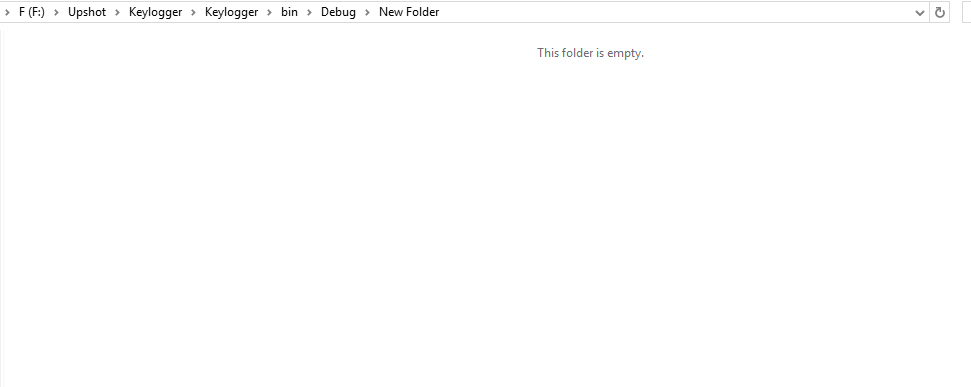 F (F:) Upshot Keylogger Keylogger bin Debug New Folder
This folder is empty.